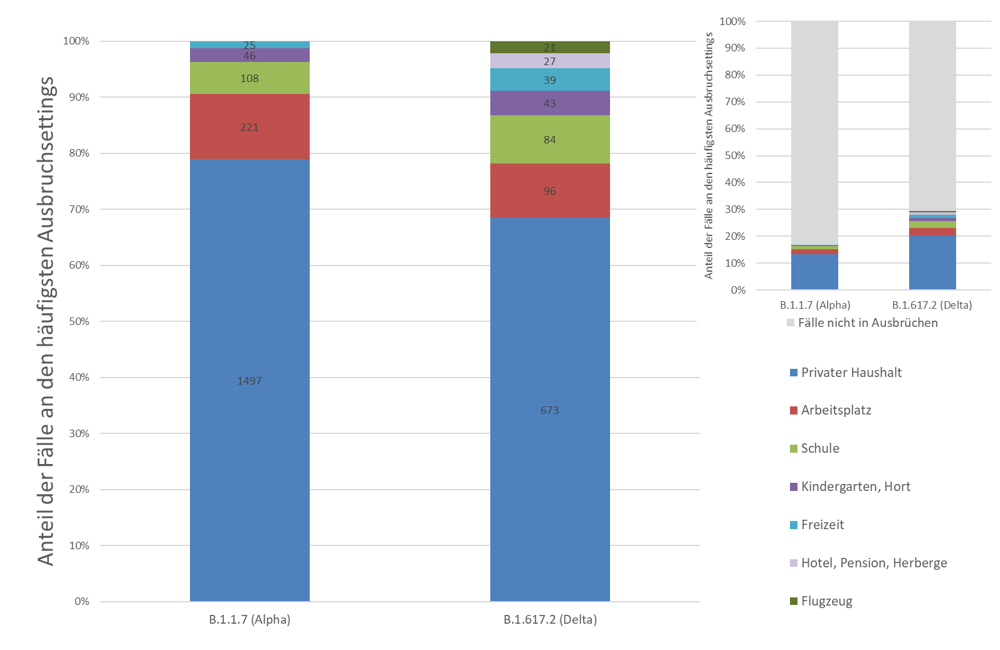 Anteil der Fälle an den häufigsten Ausbruchsettings
100%
90%
80%
70%
60%
50%
40%
30%
20%
10%
0%
25
46
108
221
1497
21
27
39
43
84
96
673
B.1.1.7 (Alpha)
B.1.617.2 (Delta)
Anteil der Fälle an den häufigsten Ausbruchsettings
100%
90%
80%
70%
60%
50%
40%
30%
20%
10%
0%
B.1.1.7 (Alpha)
B.1.617.2 (Delta)
Fälle nicht in Ausbrüchen
Privater Haushalt
Arbeitsplatz
Schule
Kindergarten, Hort
Freizeit
Hotel, Pension, Herberge
Flugzeug